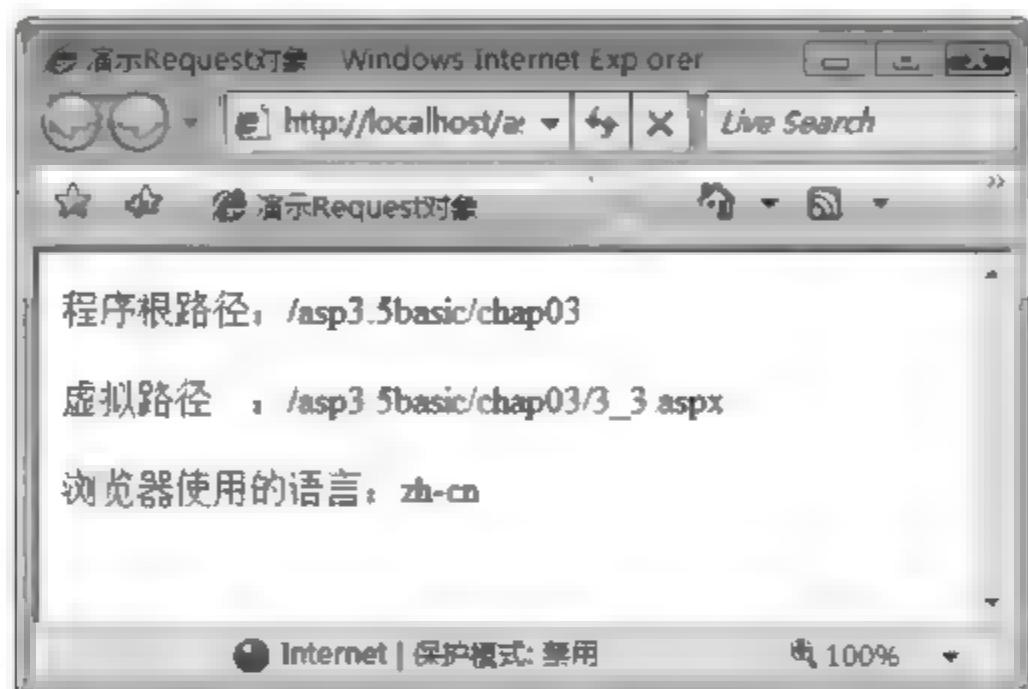 演示Request对象 Windows Internet Exp orer
http://localhost/as
Live Search
演示Request对象
程序根路径：/asp3.5basic/chap03
虚拟路径 ：/asp3 5basic/chap03/3_3 aspx
浏览器使用的语言：zh-cn
Internet | 保护模式: 禁用
100%